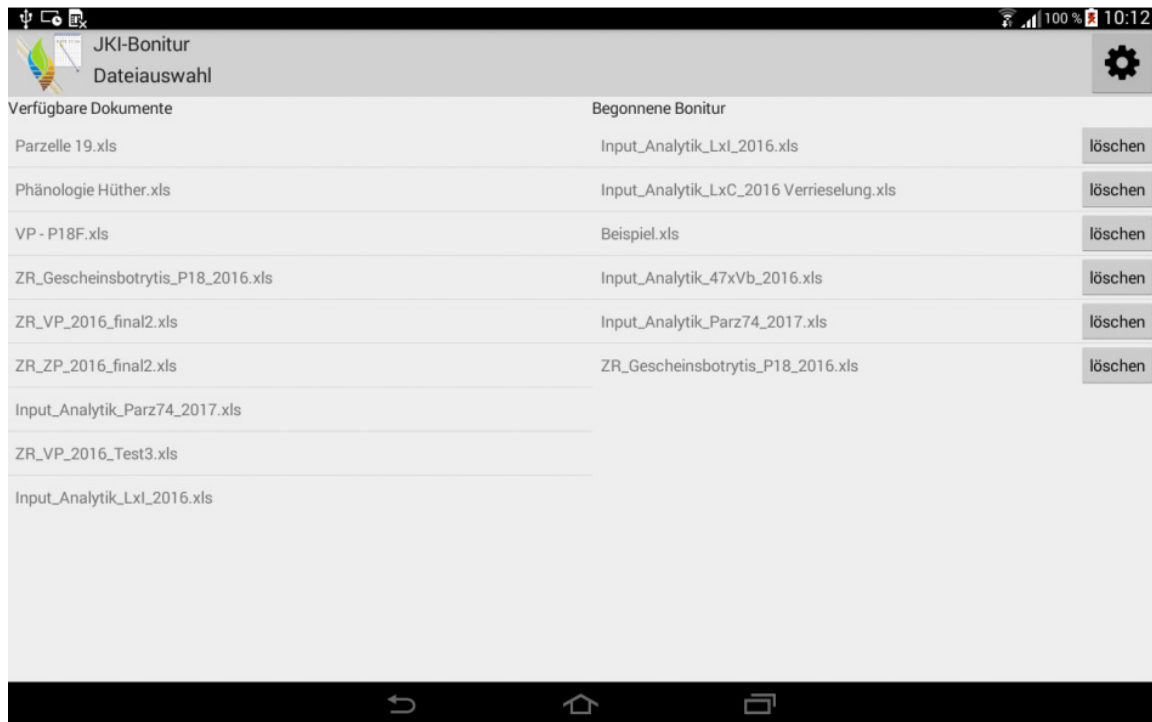 100 % 10:12
JKI-Bonitur
Dateiauswahl
Verfügbare Dokumente
Begonnene Bonitur
Parzelle 19.xls
Input_Analytik_LxI_2016.xls
löschen
Phänologie Hüther.xls
Input_Analytik_LxC_2016 Verrieselung.xls
löschen
VP - P18F.xls
Beispiel.xls
löschen
ZR_Gescheinsbotrytis_P18_2016.xls
Input_Analytik_47xVb_2016.xls
löschen
ZR_VP_2016_final2.xls
Input_Analytik_Parz74_2017.xls
löschen
ZR_ZP_2016_final2.xls
ZR_Gescheinsbotrytis_P18_2016.xls
löschen
Input_Analytik_Parz74_2017.xls
ZR_VP_2016_Test3.xls
Input_Analytik_LxI_2016.xls